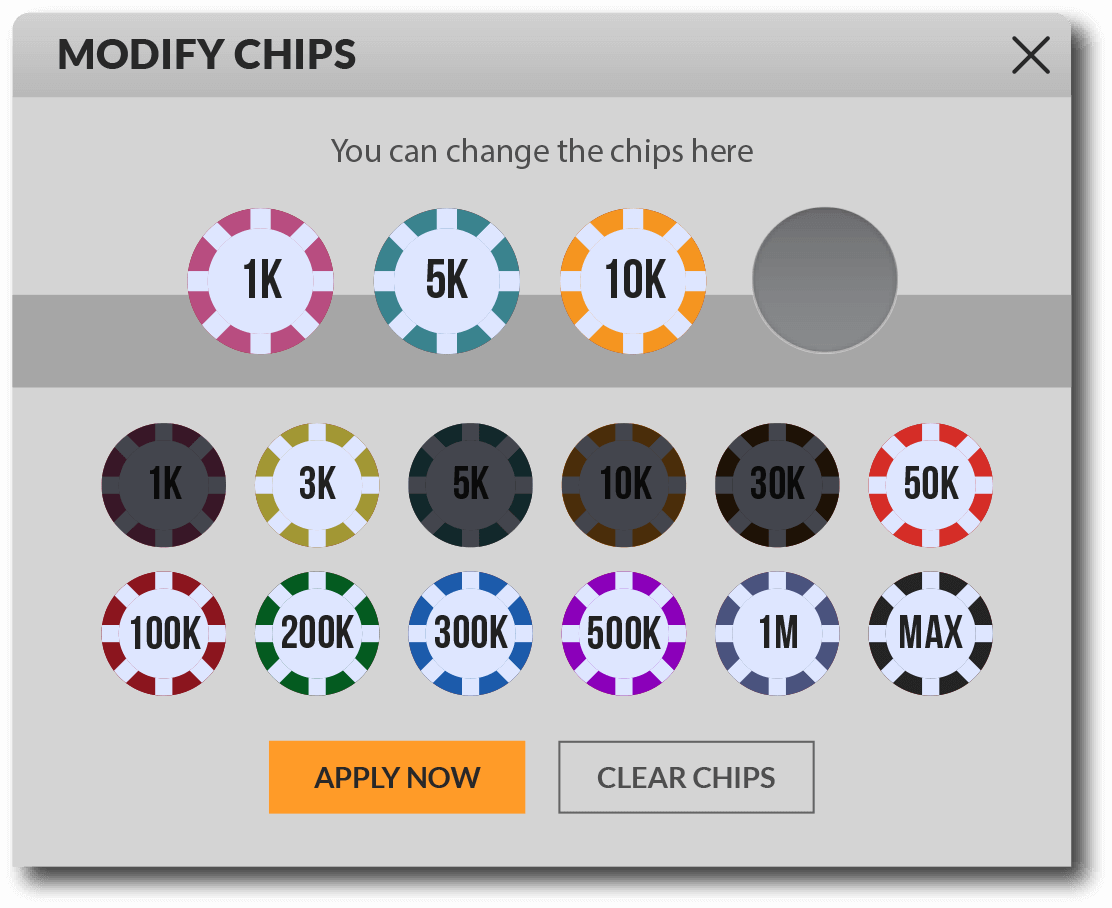 MODIFY CHIPS
You can change the chips here
1K 5K 10K
1K 3K 5K 10K 30K 50K
100K 200K 300K 500K 1M MAX
APPLY NOW CLEAR CHIPS